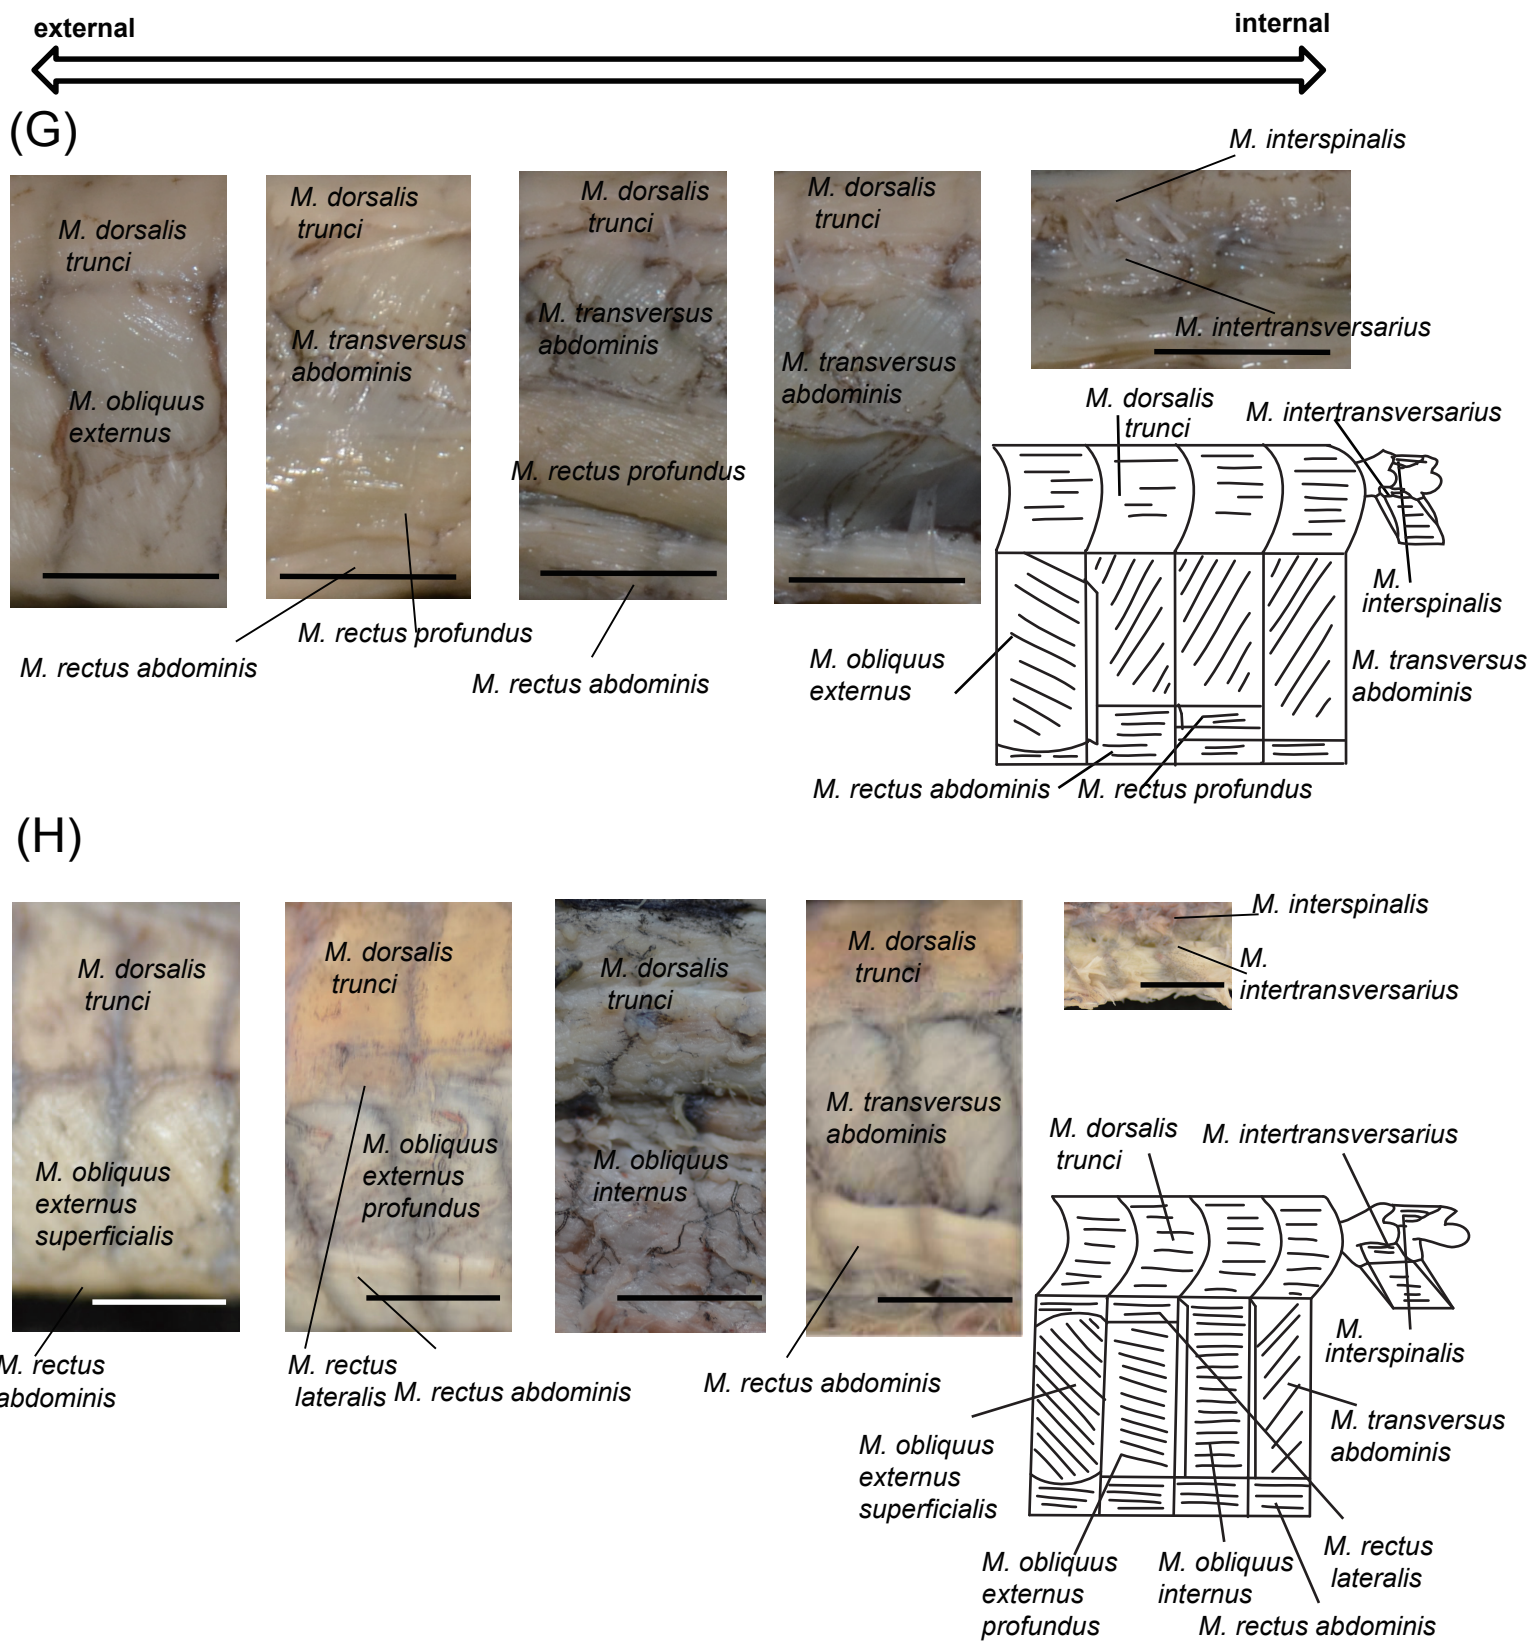 external
internal
(G)
M. interspinalis
M. dorsalis
trunci
M. obliquus
externus
M. dorsalis
trunci
M. transversus
abdominis
M. rectus profundus
M. rectus abdominis
M. dorsalis
trunci
M. transversus
abdominis
M. rectus profundus
M. rectus abdominis
M. dorsalis
trunci
M. transversus
abdominis
M. intertransversarius
M. dorsalis
trunci
M. intertransversarius
M.
interspinalis
M. obliquus
externus
M. transversus
abdominis
M. rectus abdominis
M. rectus profundus
(H)
M. dorsalis
trunci
M. obliquus
externus
superficialis
M. rectus
abdominis
M. dorsalis
trunci
M. obliquus
externus
profundus
M. rectus
lateralis
M. rectus abdominis
M. dorsalis
trunci
M. obliquus
internus
M. dorsalis
trunci
M. transversus
abdominis
M. rectus abdominis
M. interspinalis
M.
intertransversarius
M. dorsalis
trunci
M. intertransversarius
M.
interspinalis
M. transversus
abdominis
M. obliquus
externus
superficialis
M. obliquus
externus
profundus
M. obliquus
internus
M. rectus
lateralis
M. rectus abdominis